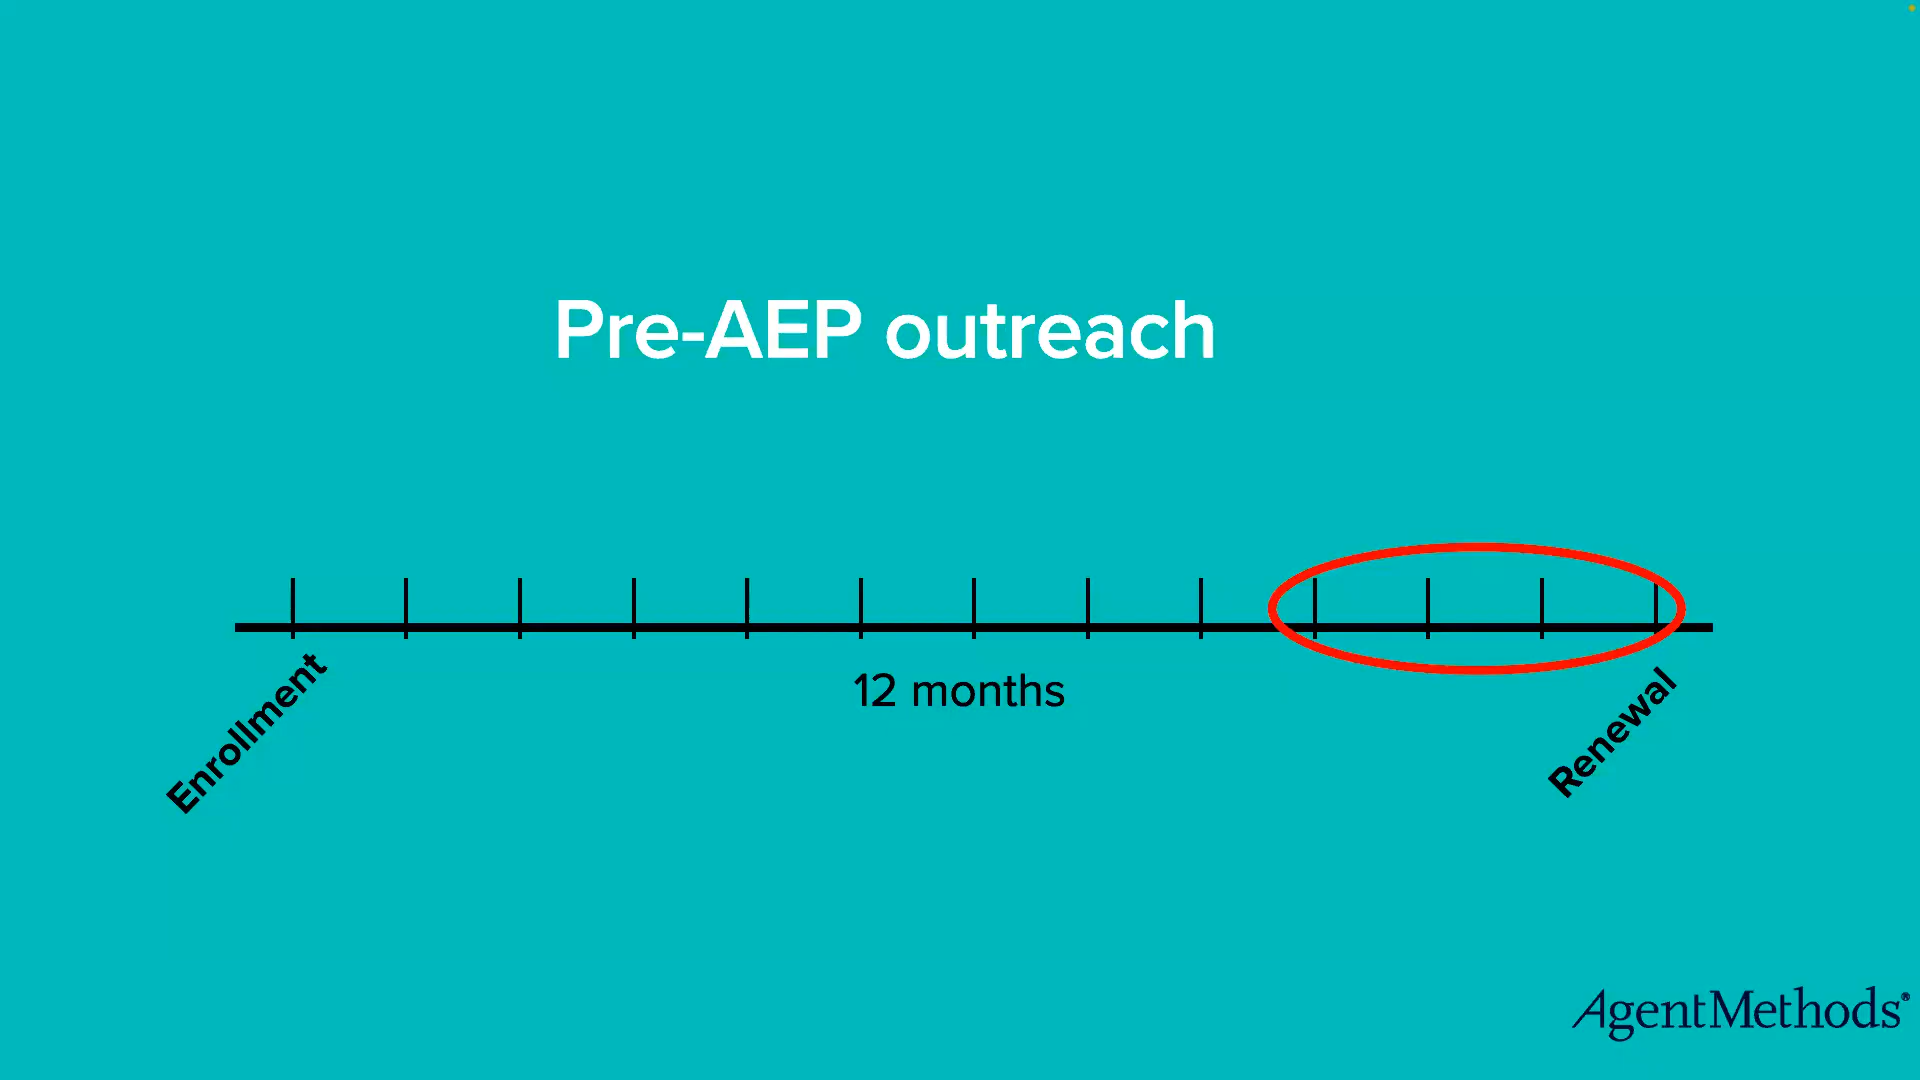 Pre-AEP outreach
12 months
Enrollment
Renewal
AgentMethods®